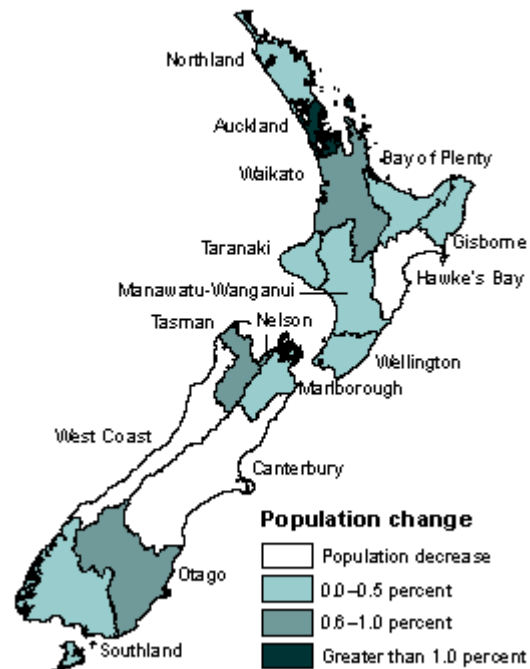 Northland
Auckland
Bay of Plenty
Waikato
Gisborne
Taranaki
Hawke's Bay
Manawatu-Wanganui
Tasman
Nelson
Wellington
Marlborough
West Coast
Canterbury
Otago
Southland
Population change
Population decrease
0.0–0.5 percent
0.6–1.0 percent
Greater than 1.0 percent